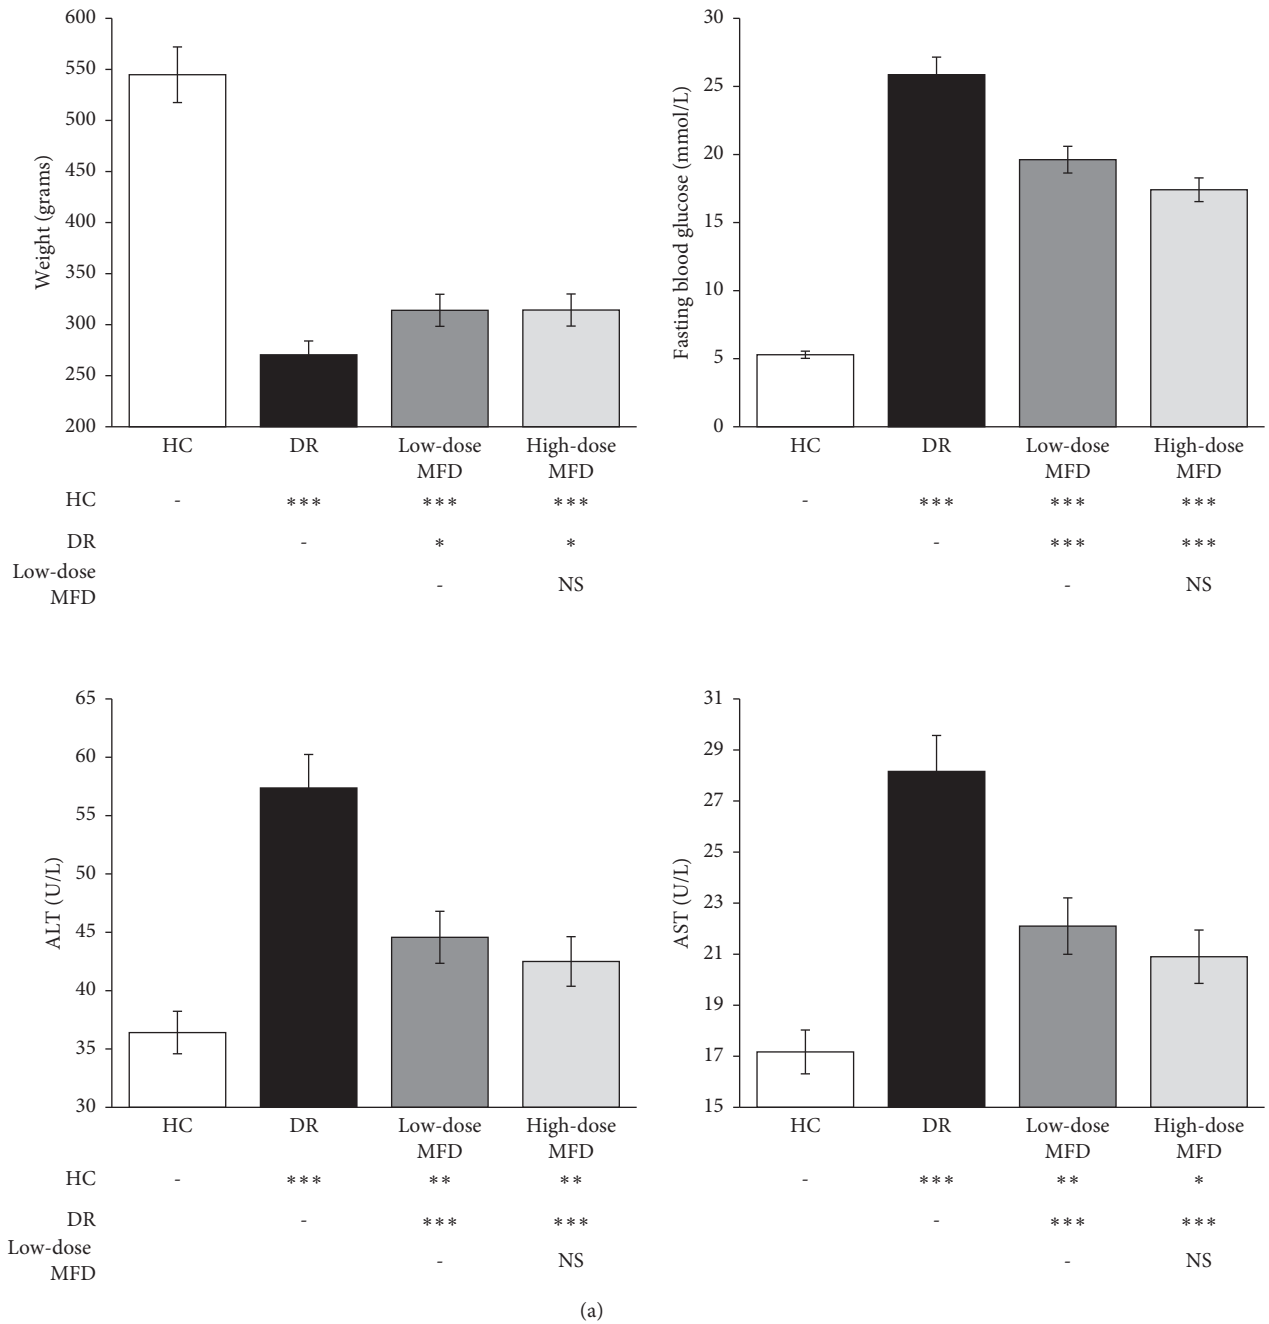 600
550
500
450
400
350
300
250
200
Weight (grams)
HC DR Low-dose High-dose
MFD MFD
HC - *** *** ***
DR - * *
Low-dose
MFD - NS
30
25
20
15
10
5
0
Fasting blood glucose (mmol/L)
HC DR Low-dose High-dose
MFD MFD
- *** *** ***
- *** ***
- NS
65
60
55
50
45
40
35
30
ALT (U/L)
HC DR Low-dose High-dose
MFD MFD
HC - *** ** **
DR - *** ***
Low-dose
MFD - NS
31
29
27
25
23
21
19
17
15
AST (U/L)
HC DR Low-dose High-dose
MFD MFD
- *** ** *
- *** ***
- NS
(a)